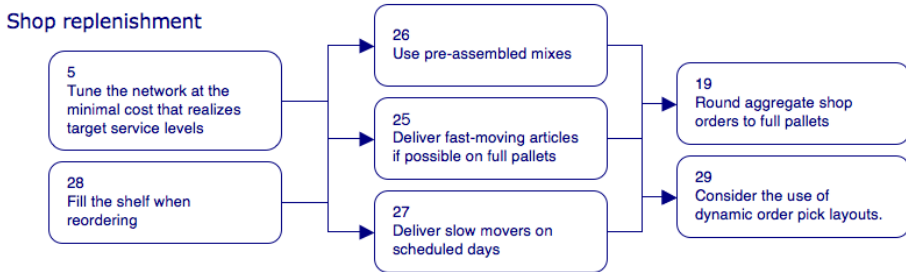 Shop replenishment
5
Tune the network at the
minimal cost that realizes
target service levels
28
Fill the shelf when
reordering
26
Use pre-assembled mixes
25
Deliver fast-moving articles
if possible on full pallets
27
Deliver slow movers on
scheduled days
19
Round aggregate shop
orders to full pallets
29
Consider the use of
dynamic order pick layouts.